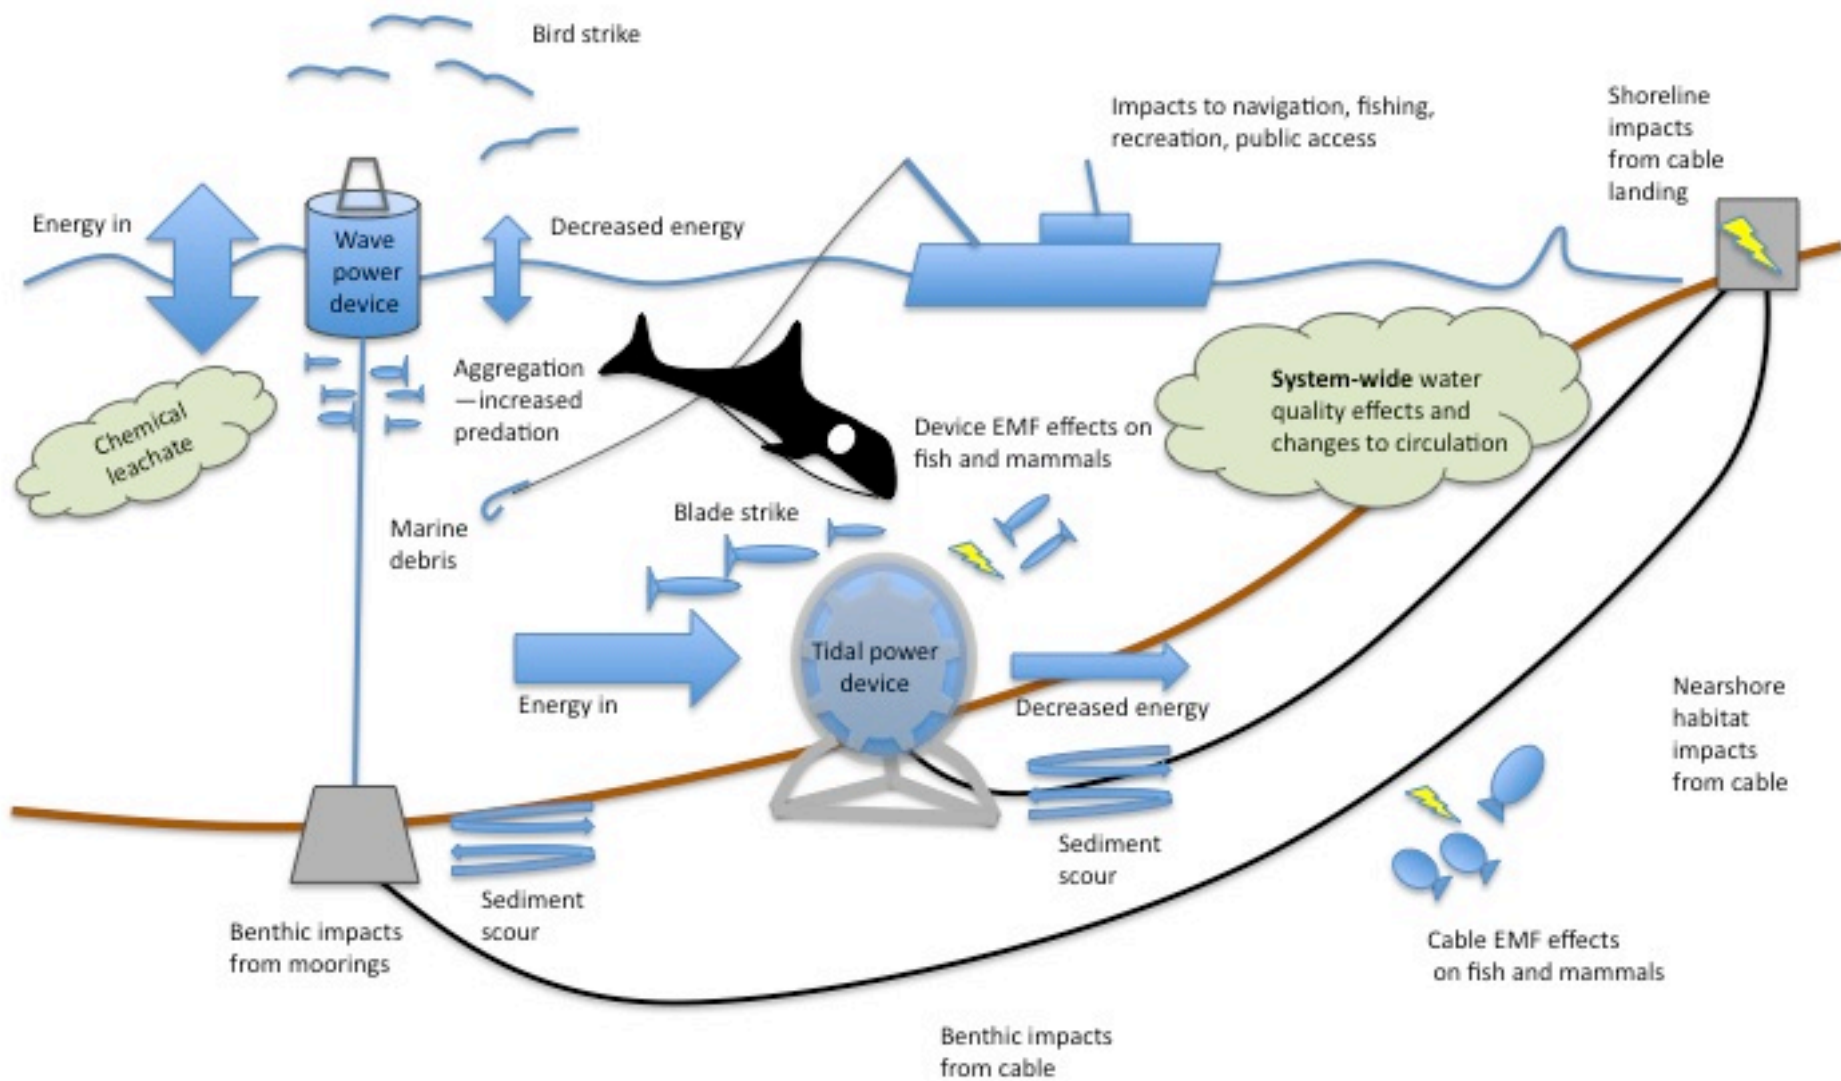 Bird strike
Impacts to navigation, fishing,
recreation, public access
Shoreline
impacts
from cable
landing
Energy in
Wave
power
device
Decreased energy
Aggregation
—increased
predation
Chemical
leachate
System-wide water
quality effects and
changes to circulation
Device EMF effects on
fish and mammals
Marine
debris
Blade strike
Energy in
Tidal power
device
Decreased energy
Nearshore
habitat
impacts
from cable
Sediment
scour
Sediment
scour
Benthic impacts
from moorings
Cable EMF effects
on fish and mammals
Benthic impacts
from cable